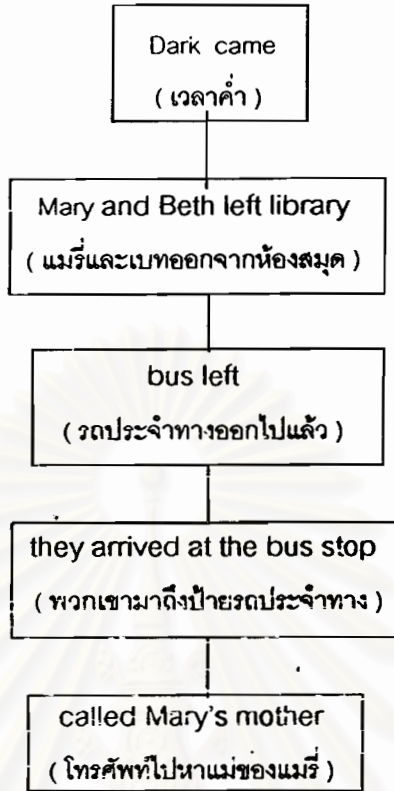 Dark came
( เวลาค่ำ )
Mary and Beth left library
( แมรี่และเบทออกจากห้องสมุด )
bus left
( รถประจำทางออกไปแล้ว )
they arrived at the bus stop
( พวกเขามาถึงป้ายรถประจำทาง )
called Mary's mother
( โทรศัพท์ไปหาแม่ของแมรี่ )